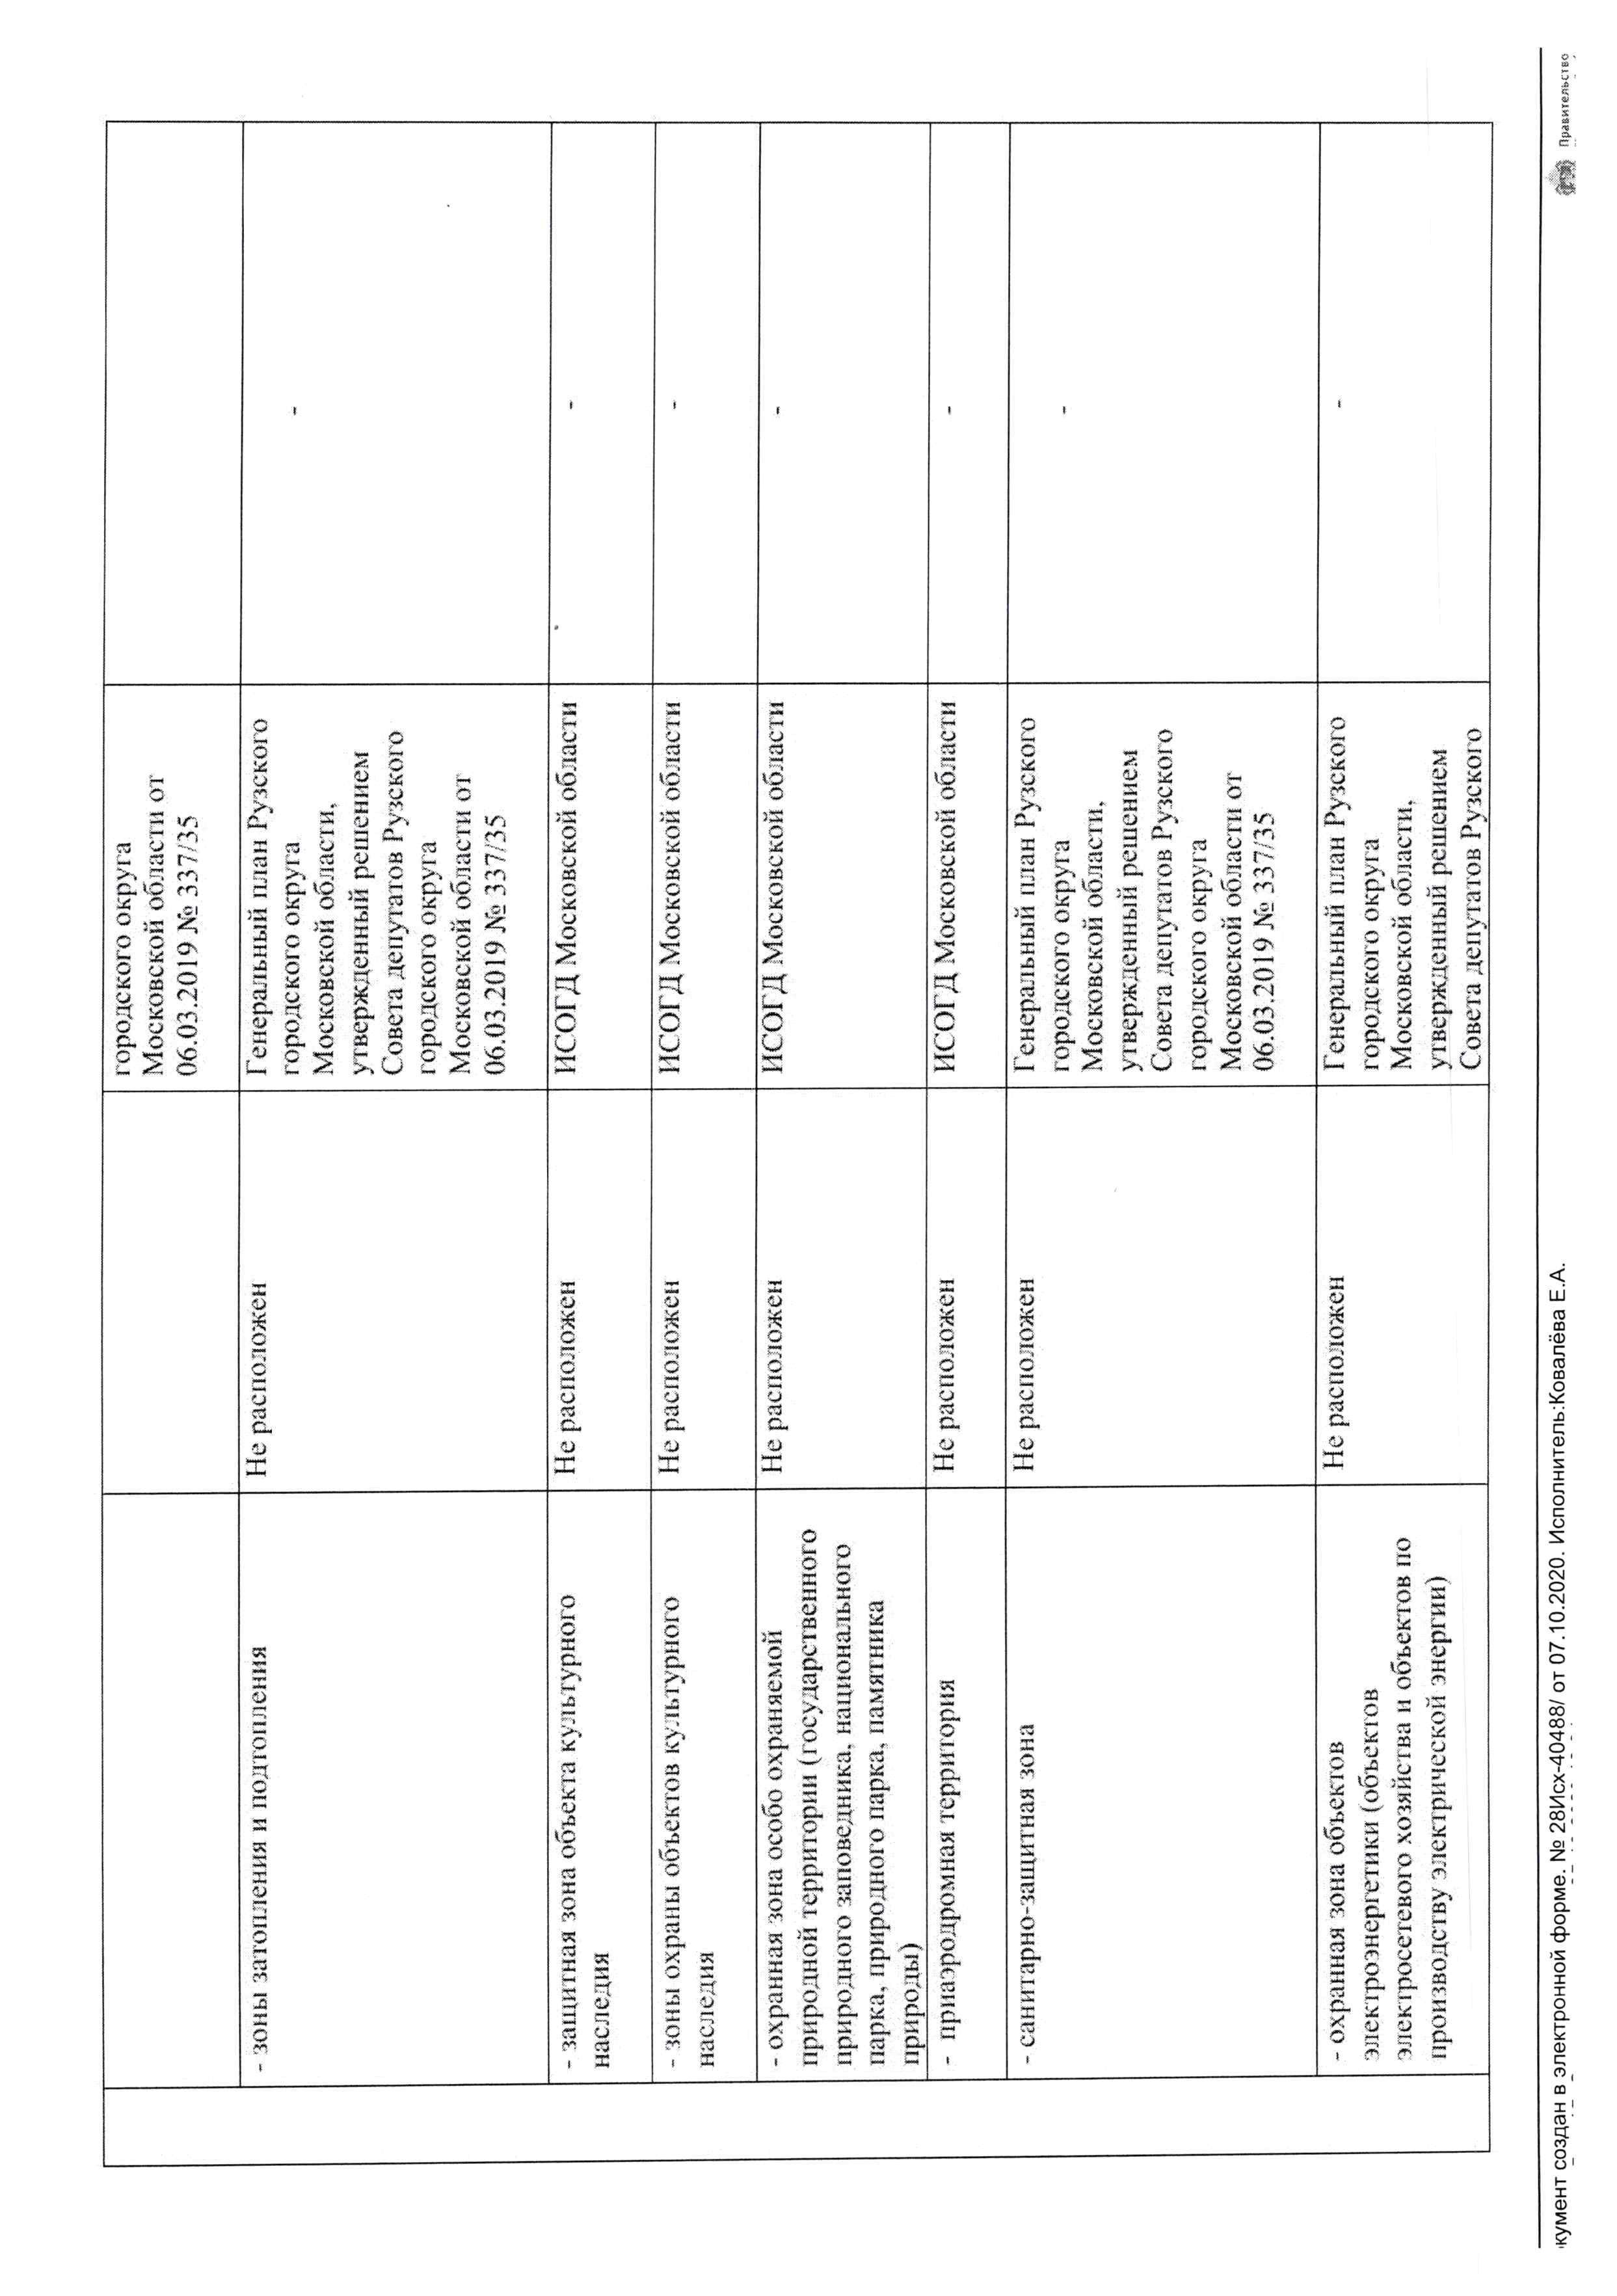 городского округа
Московской области от
06.03.2019 № 337/35
- зоны затопления и подтопления
Не расположен
Генеральный план Рузского
городского округа
Московской области,
утвержденный решением
Совета депутатов Рузского
городского округа
Московской области от
06.03.2019 № 337/35
-
- защитная зона объекта культурного
наследия
Не расположен
ИСОГД Московской области
-
- зоны охраны объектов культурного
наследия
Не расположен
ИСОГД Московской области
-
- охранная зона особо охраняемой
природной территории (государственного
природного заповедника, национального
парка, природного парка, памятника
природы)
Не расположен
ИСОГД Московской области
-
- приаэродромная территория
Не расположен
ИСОГД Московской области
-
- санитарно-защитная зона
Не расположен
Генеральный план Рузского
городского округа
Московской области,
утвержденный решением
Совета депутатов Рузского
городского округа
Московской области от
06.03.2019 № 337/35
-
- охранная зона объектов
электроэнергетики (объектов
электросетевого хозяйства и объектов по
производству электрической энергии)
Не расположен
Генеральный план Рузского
городского округа
Московской области,
утвержденный решением
Совета депутатов Рузского
-
кумент создан в электронной форме. № 28Исх-40488/ от 07.10.2020. Исполнитель:Ковалёва Е.А.
Правительство